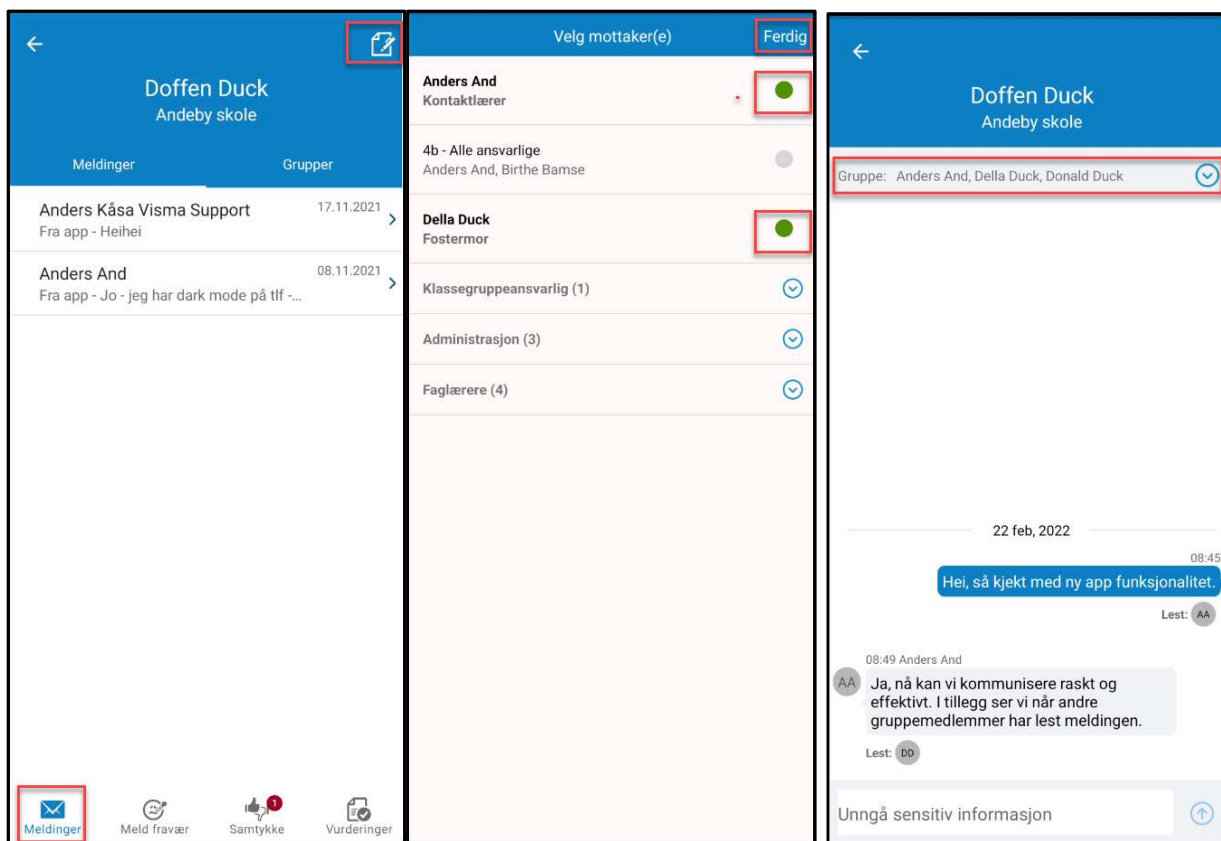 Doffen Duck
Andeby skole
Meldinger
Grupper
Anders Kåsa Visma Support
17.11.2021
Fra app - Heihei
Anders And
08.11.2021
Fra app - Jo - jeg har dark mode på tlf -...
Meldinger
Meld fravær
1
Samtykke
Vurderinger
Velg mottaker(e)
Ferdig
Anders And
Kontaktlærer
4b - Alle ansvarlige
Anders And, Birthe Bamse
Della Duck
Fostermor
Klassegruppeansvarlig (1)
Administrasjon (3)
Faglærere (4)
Doffen Duck
Andeby skole
Gruppe: Anders And, Della Duck, Donald Duck
22 feb, 2022
08:45
Hei, så kjekt med ny app funksjonalitet.
Lest: AA
08:49 Anders And
AA
Ja, nå kan vi kommunisere raskt og
effektivt. I tillegg ser vi når andre
gruppemedlemmer har lest meldingen.
Lest: DD
Unngå sensitiv informasjon